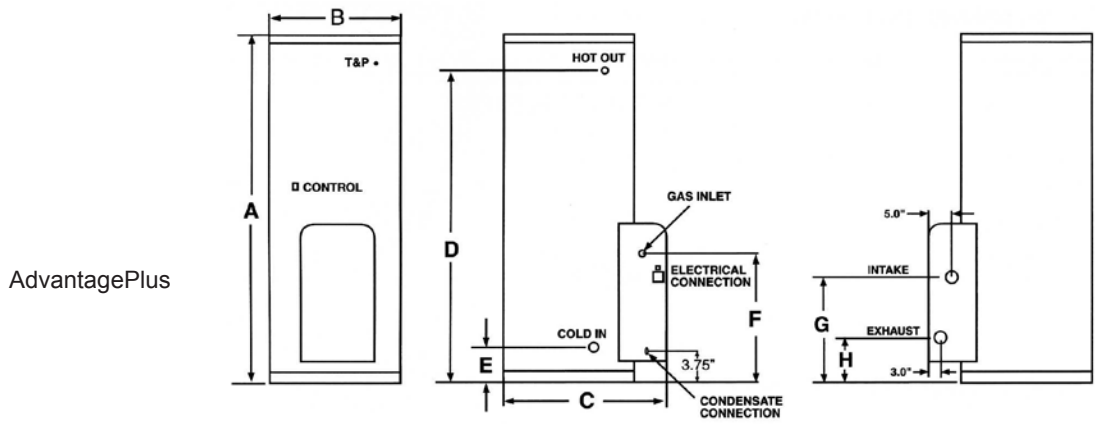 AdvantagePlus
B
T&P
A
CONTROL
HOT OUT
D
GAS INLET
ELECTRICAL
CONNECTION
F
COLD IN
E
3.75"
C
CONDENSATE
CONNECTION
5.0"
INTAKE
G
EXHAUST
H
3.0"